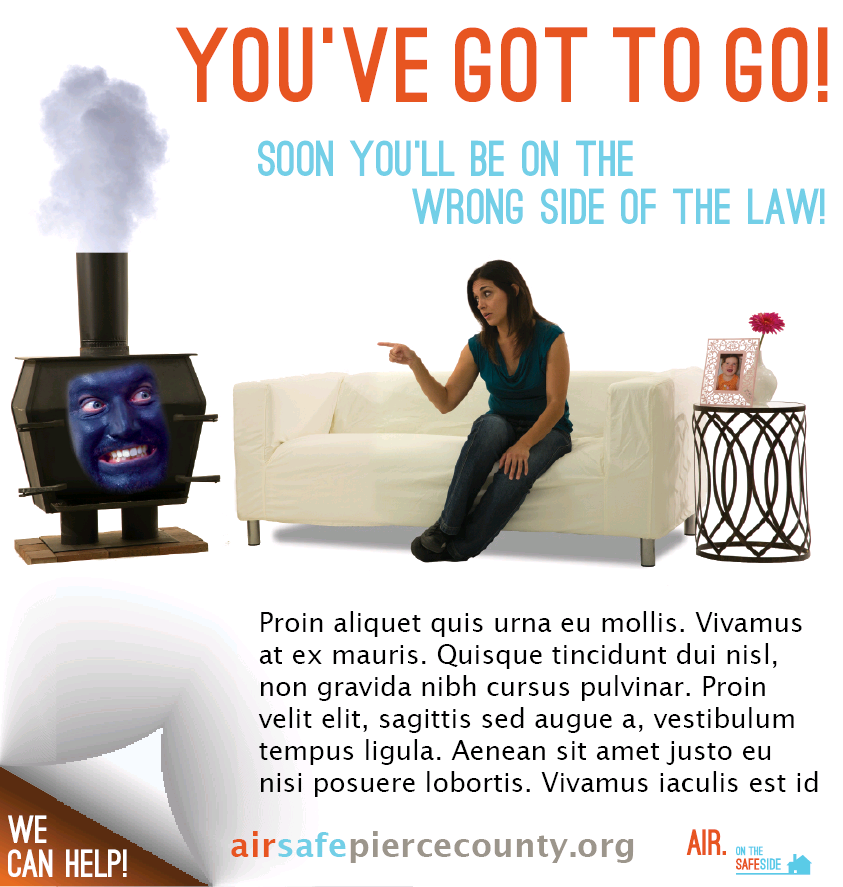 YOU'VE GOT TO GO!
SOON YOU'LL BE ON THE
WRONG SIDE OF THE LAW!
Proin aliquet quis urna eu mollis. Vivamus
at ex mauris. Quisque tincidunt dui nisl,
non gravida nibh cursus pulvinar. Proin
velit elit, sagittis sed augue a, vestibulum
tempus ligula. Aenean sit amet justo eu
nisi posuere lobortis. Vivamus iaculis est id
WE
CAN HELP!
airsafepiercecounty.org
AIR. ON THE
SAFESIDE